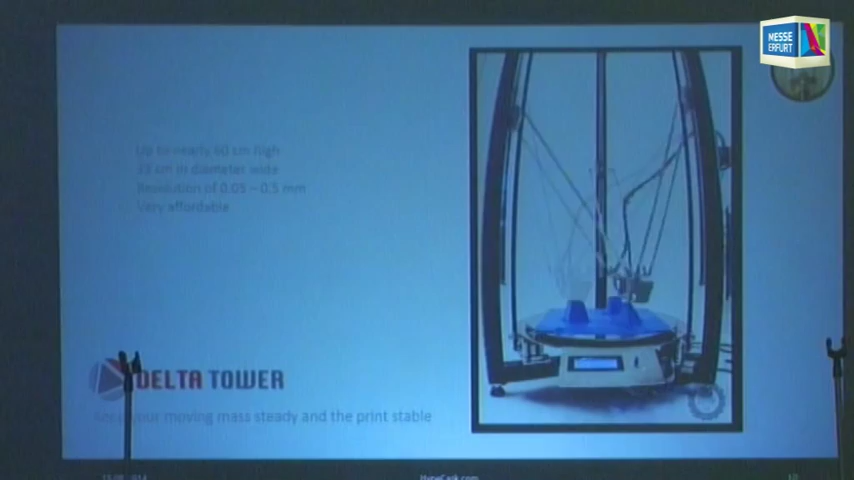 MESSE
ERFURT
Up to nearly 60 cm high
35 cm in diameter wide
Resolution of 0.05 – 0.5 mm
Very affordable
DELTA TOWER
your moving mass steady and the print stable